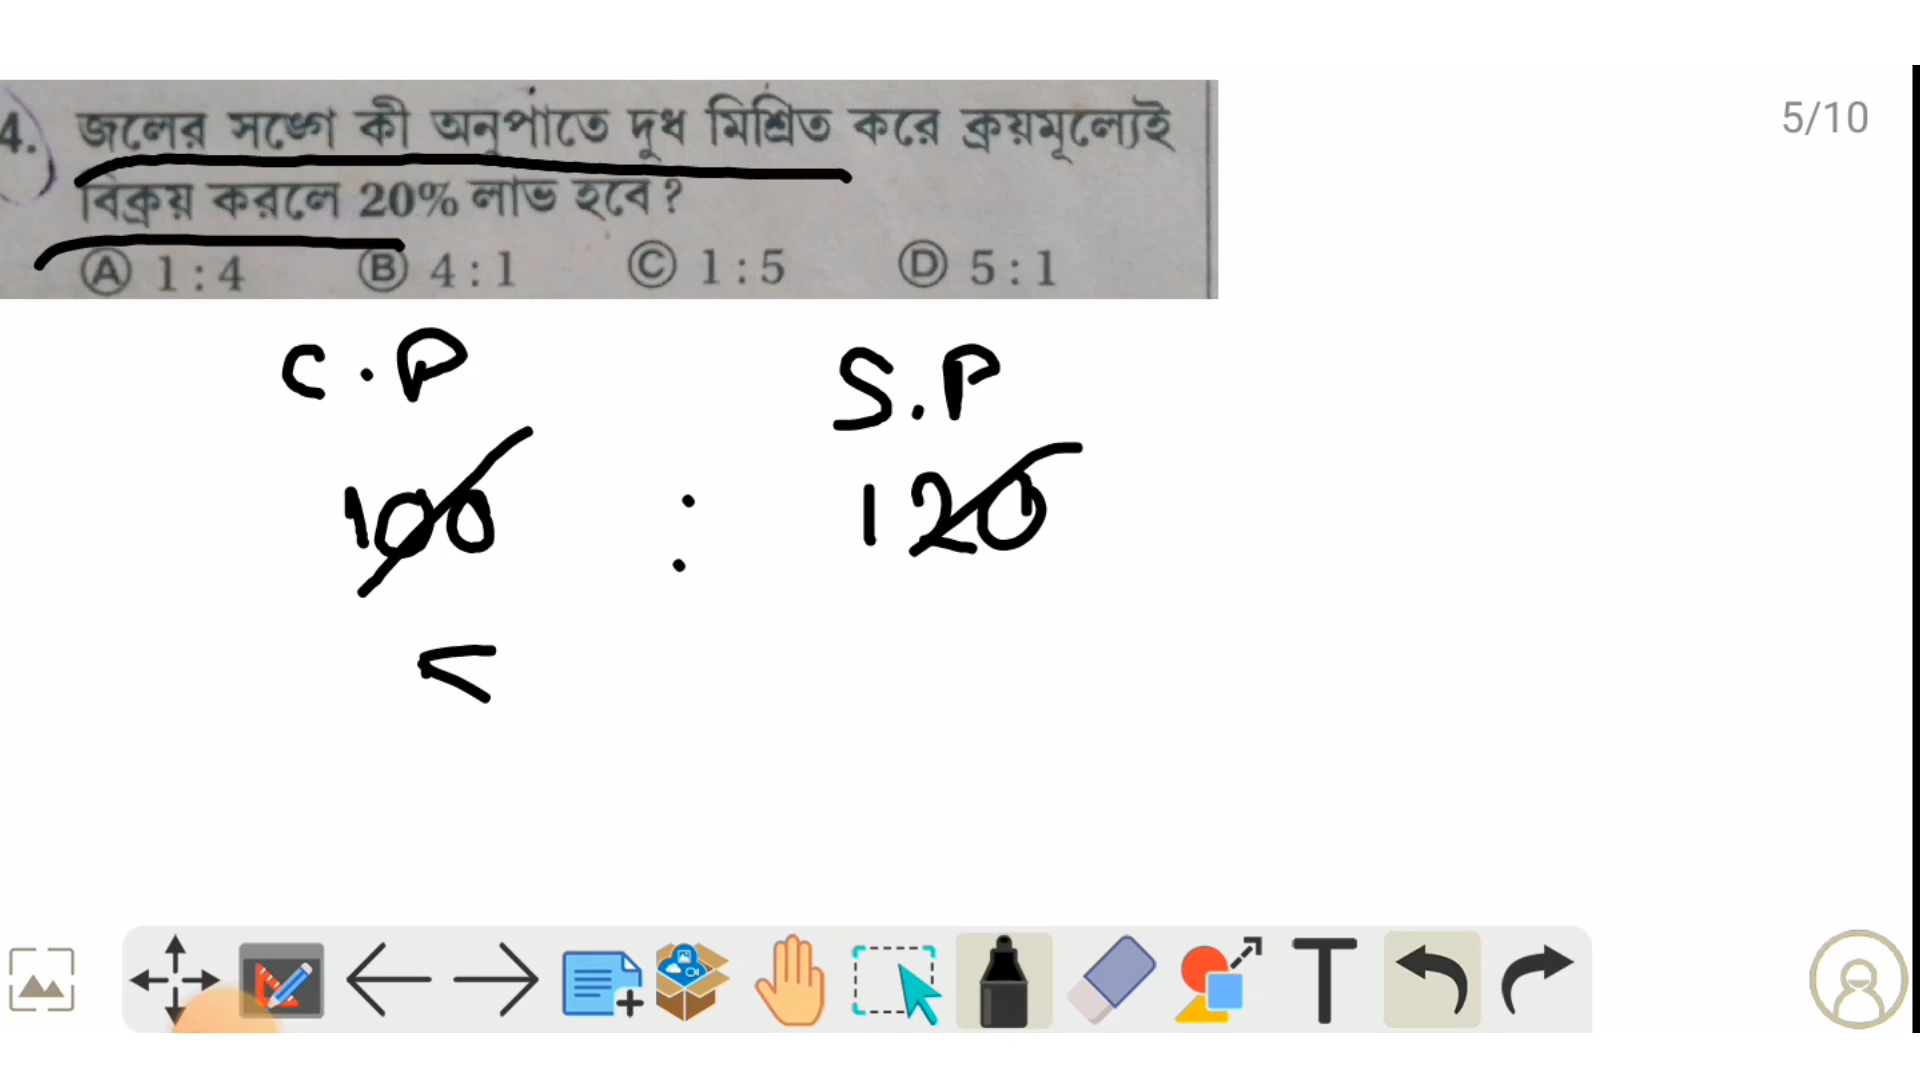 5/10
4. জলের সঙ্গে কী অনুপাতে দুধ মিশ্রিত করে ক্রয়মূল্যেই
বিক্রয় করলে 20% লাভ হবে?
Ⓐ 1 : 4 Ⓑ 4 : 1 Ⓒ 1 : 5 Ⓓ 5 : 1
C.P S.P
100 : 120